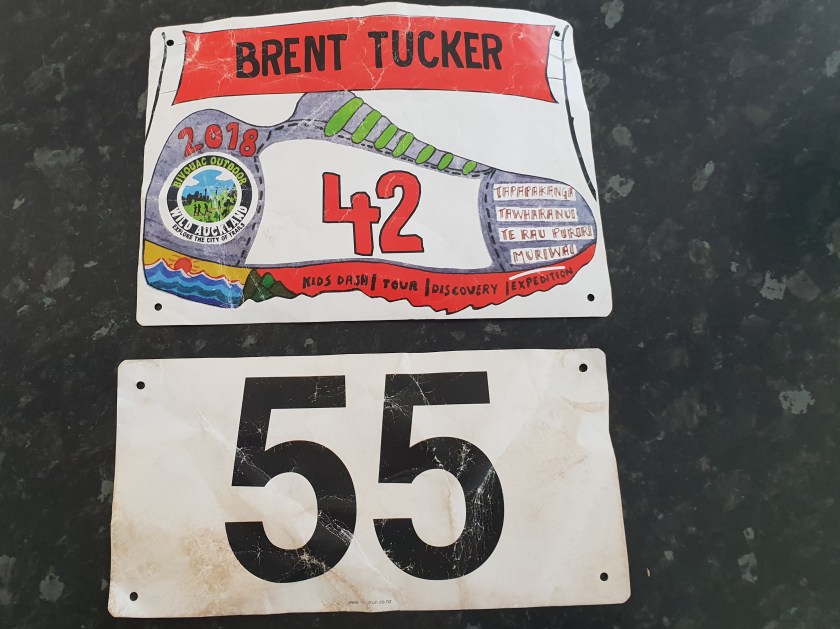 BRENT TUCKER
2018
BIVOUAC OUTDOOR
WILD AUCKLAND
EXPLORE THE CITY OF TRAILS
42
TAPAPAKANGA
TAWHARANUI
TE RAU PURIRI
MURIWAI
KIDS DASH | TOUR | DISCOVERY | EXPEDITION
55